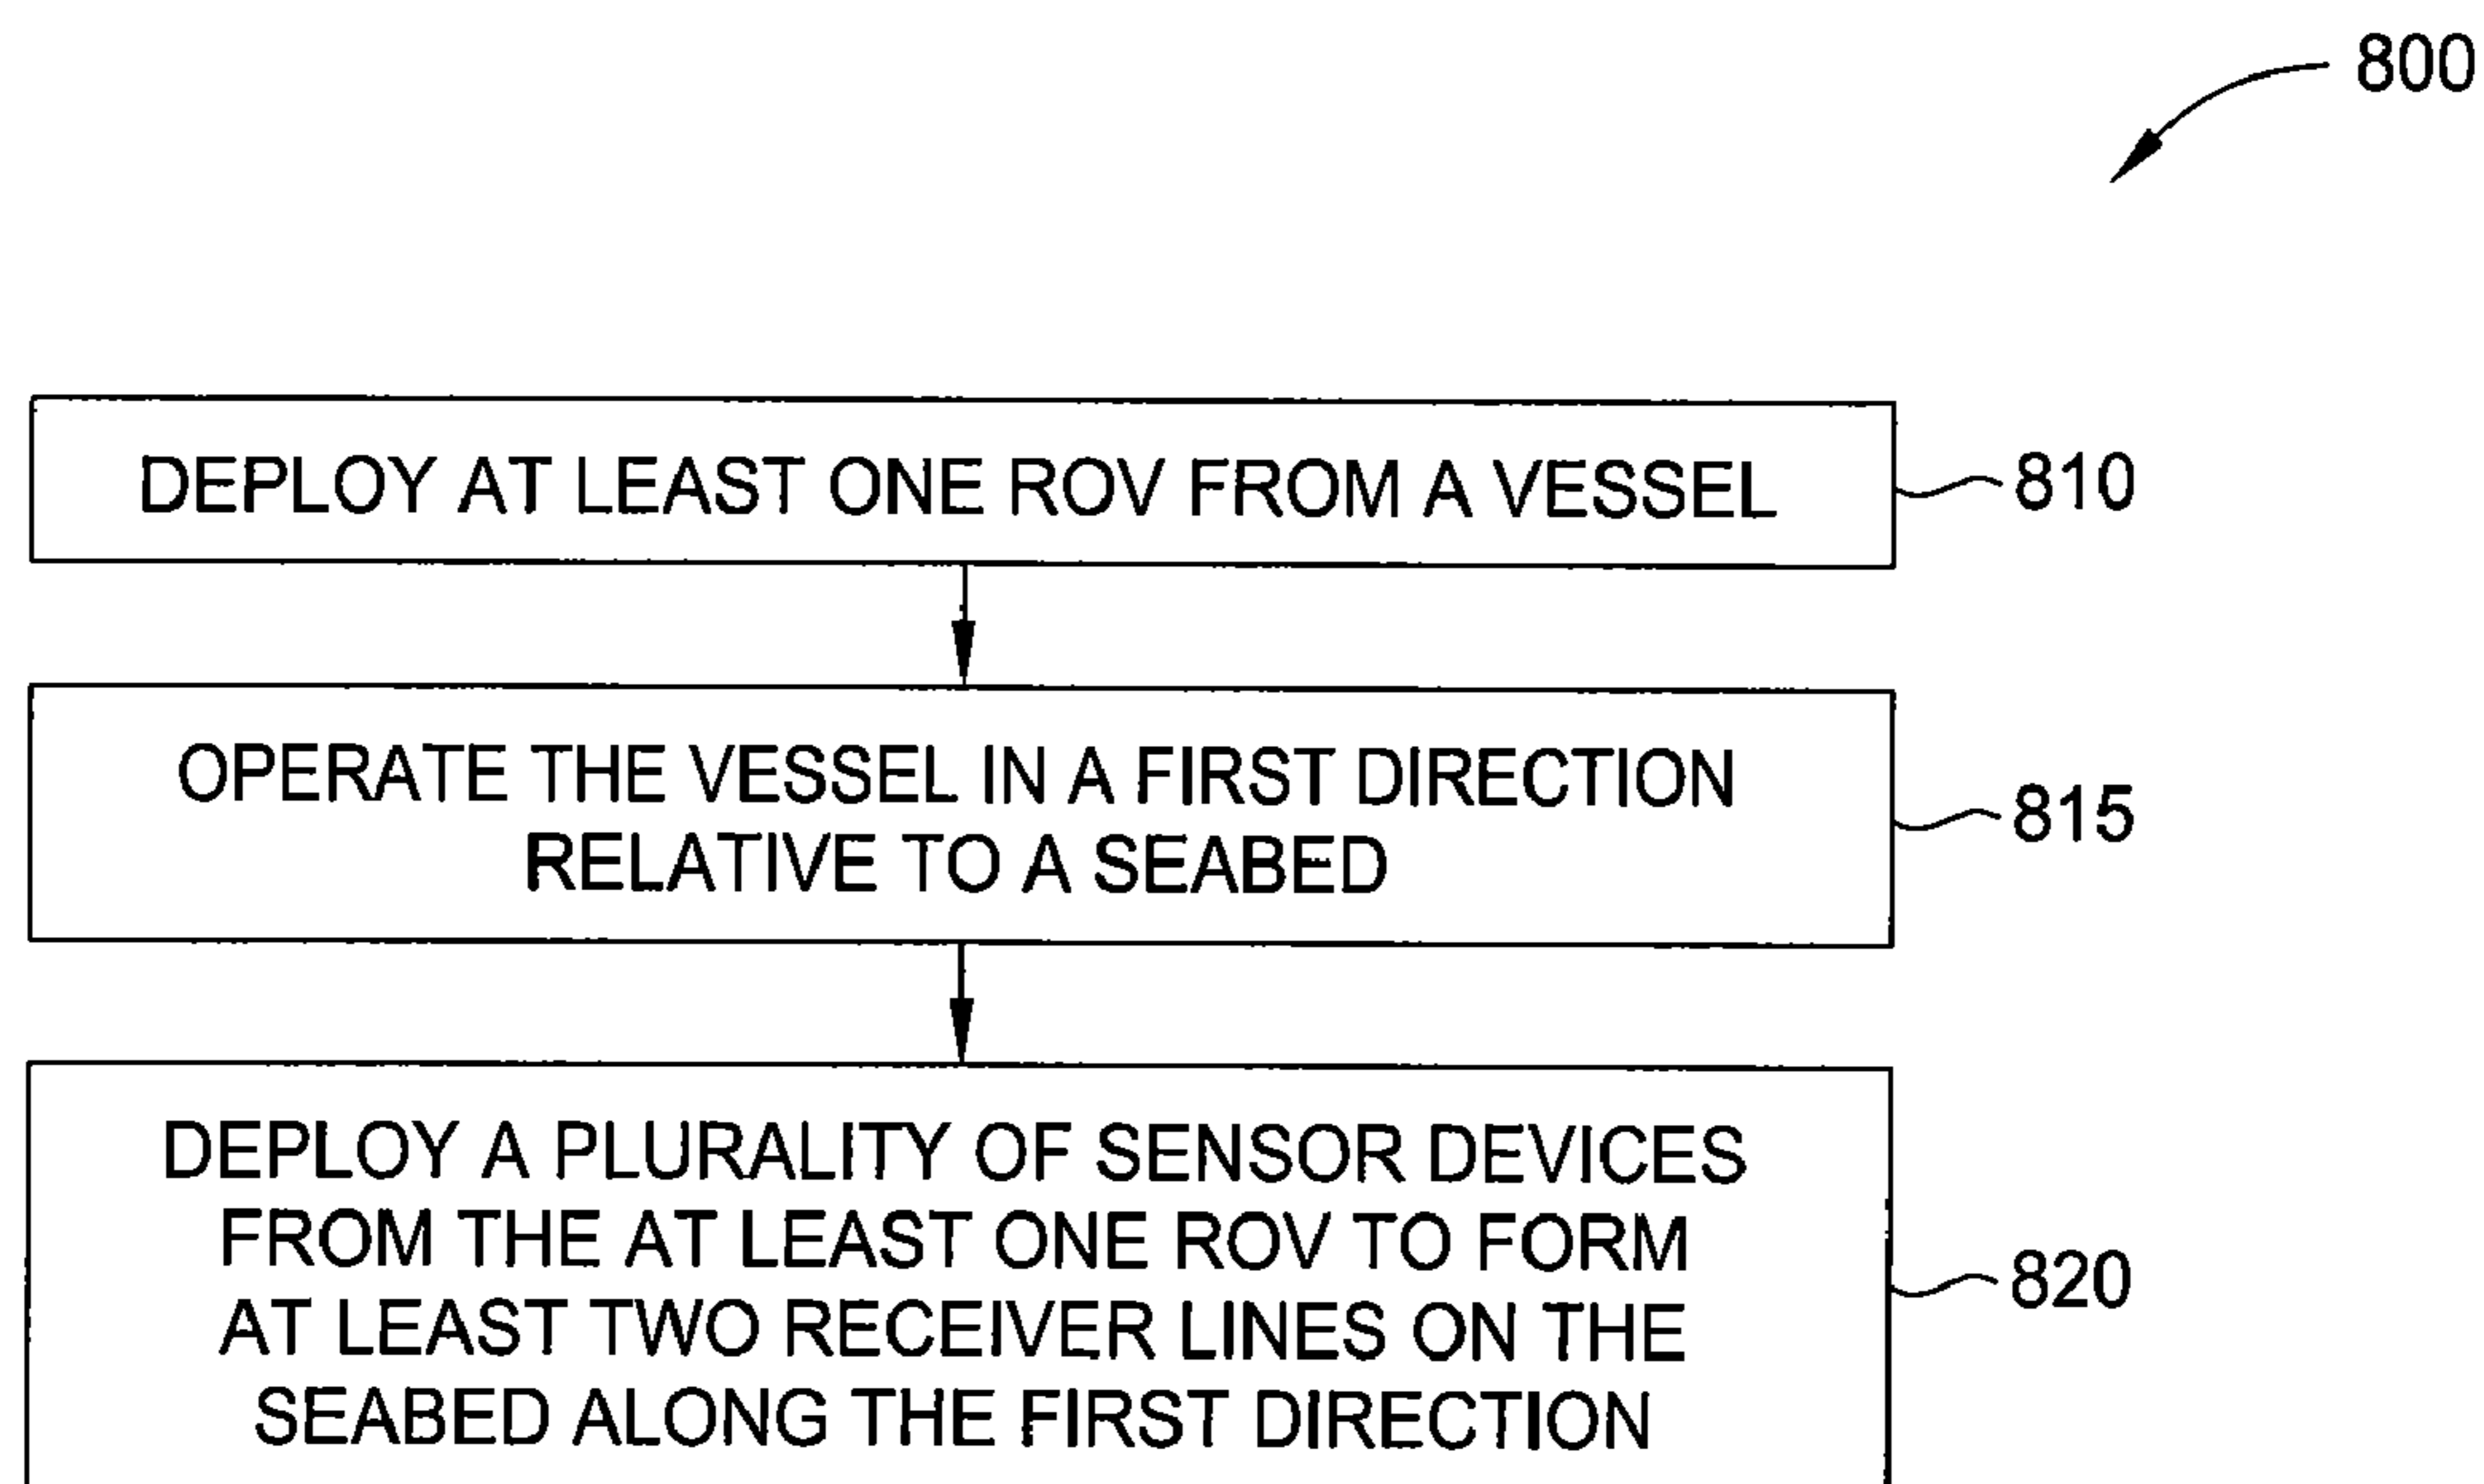 800
DEPLOY AT LEAST ONE ROV FROM A VESSEL
810
OPERATE THE VESSEL IN A FIRST DIRECTION
RELATIVE TO A SEABED
815
DEPLOY A PLURALITY OF SENSOR DEVICES
FROM THE AT LEAST ONE ROV TO FORM
AT LEAST TWO RECEIVER LINES ON THE
SEABED ALONG THE FIRST DIRECTION
820